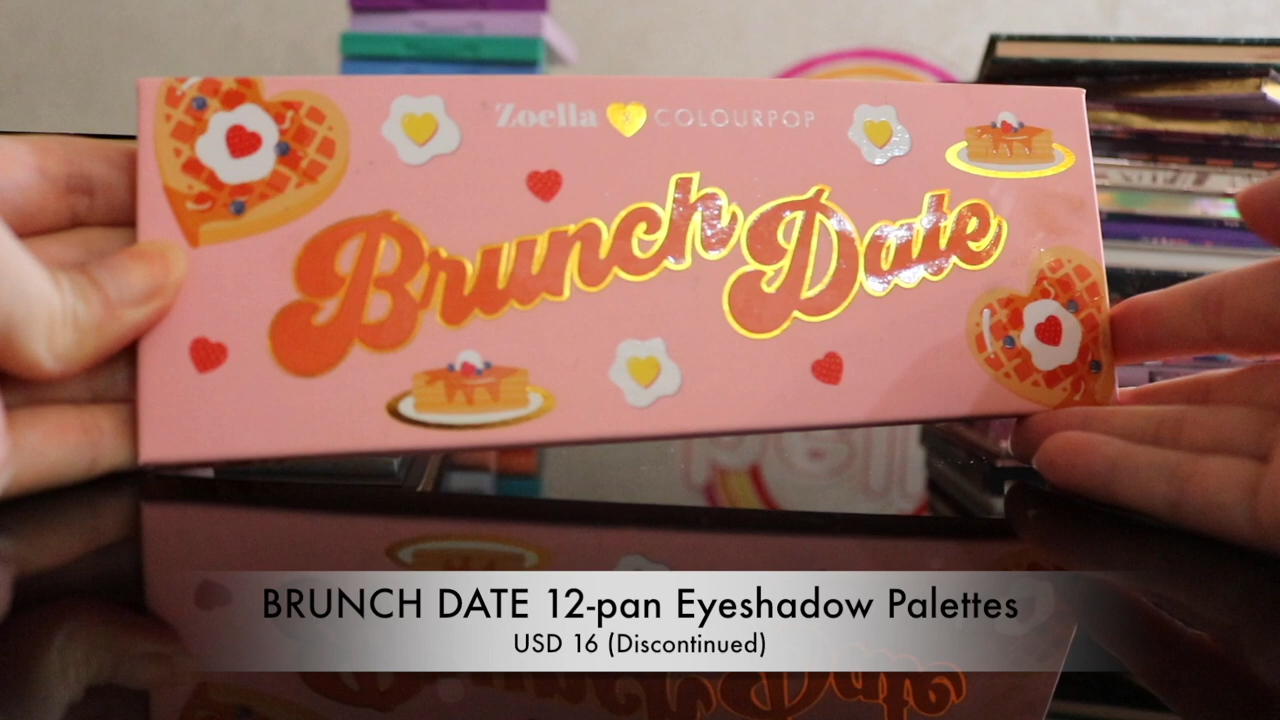 Zoella COLOURPOP
Brunch Date
BRUNCH DATE 12-pan Eyeshadow Palettes
USD 16 (Discontinued)